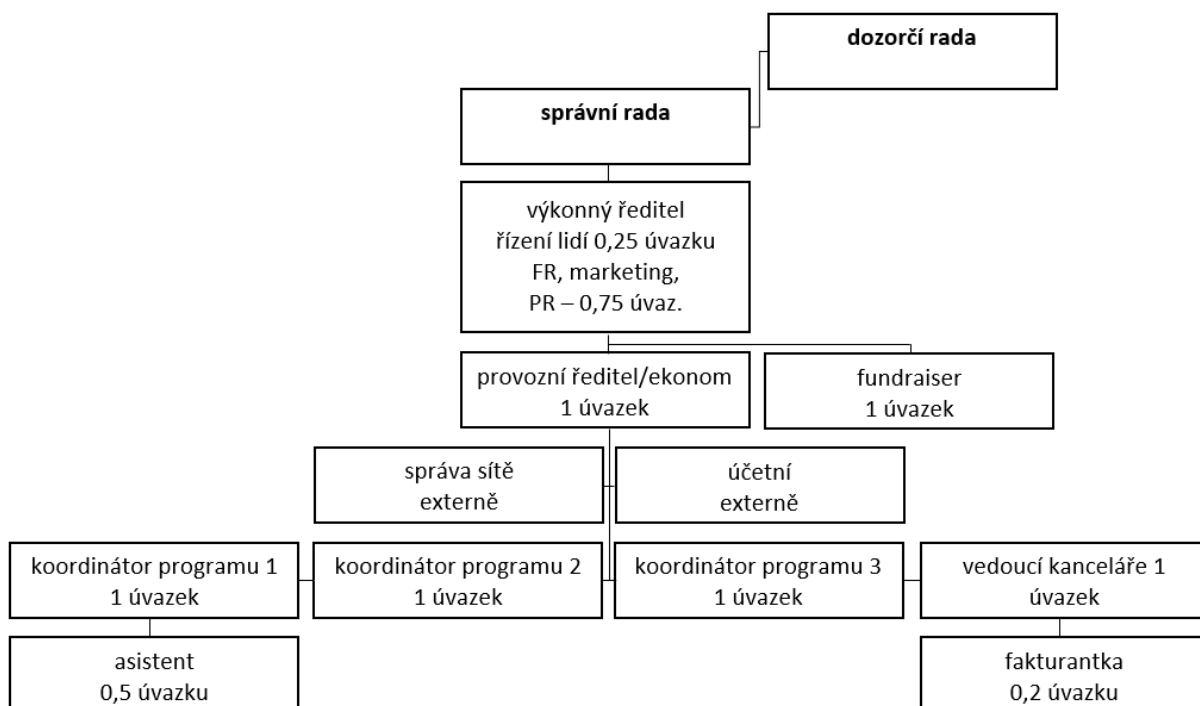 dozorčí rada
správní rada
výkonný ředitel
řízení lidí 0,25 úvazku
FR, marketing,
PR – 0,75 úvaz.
provozní ředitel/ekonom
1 úvazek
fundraiser
1 úvazek
správa sítě
externě
účetní
externě
koordinátor programu 1
1 úvazek
koordinátor programu 2
1 úvazek
koordinátor programu 3
1 úvazek
vedoucí kanceláře 1
úvazek
asistent
0,5 úvazku
fakturantka
0,2 úvazku